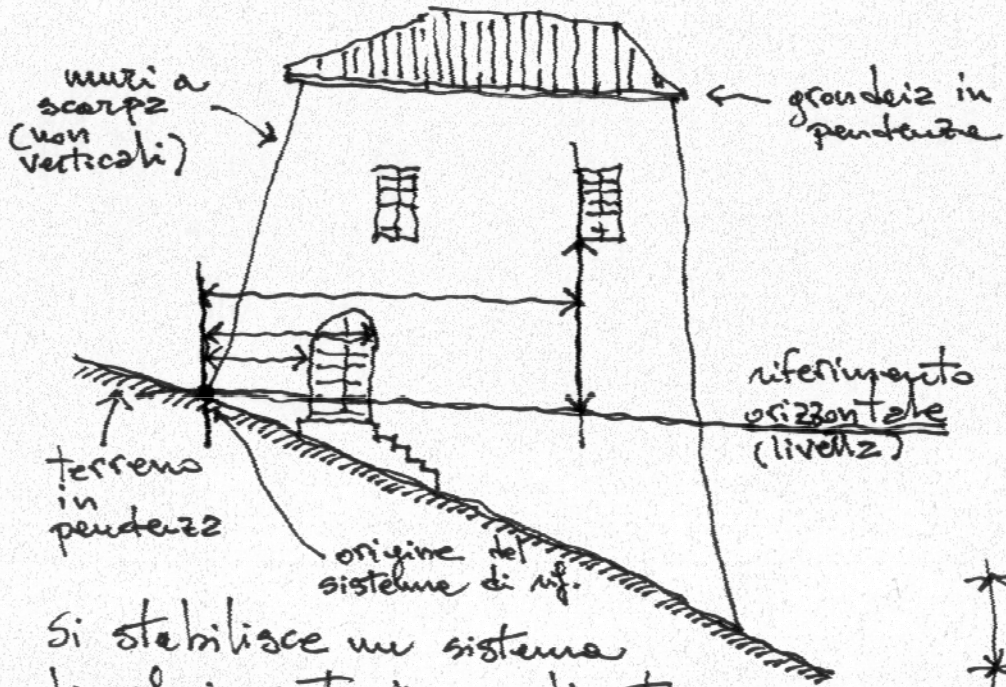 muri a
scarpa
(non
verticali)
grondaia in
pendenza
riferimento
orizzontale
(livella)
terreno
in
pendenza
origine del
sistema di rif.
Si stabilisce un sistema